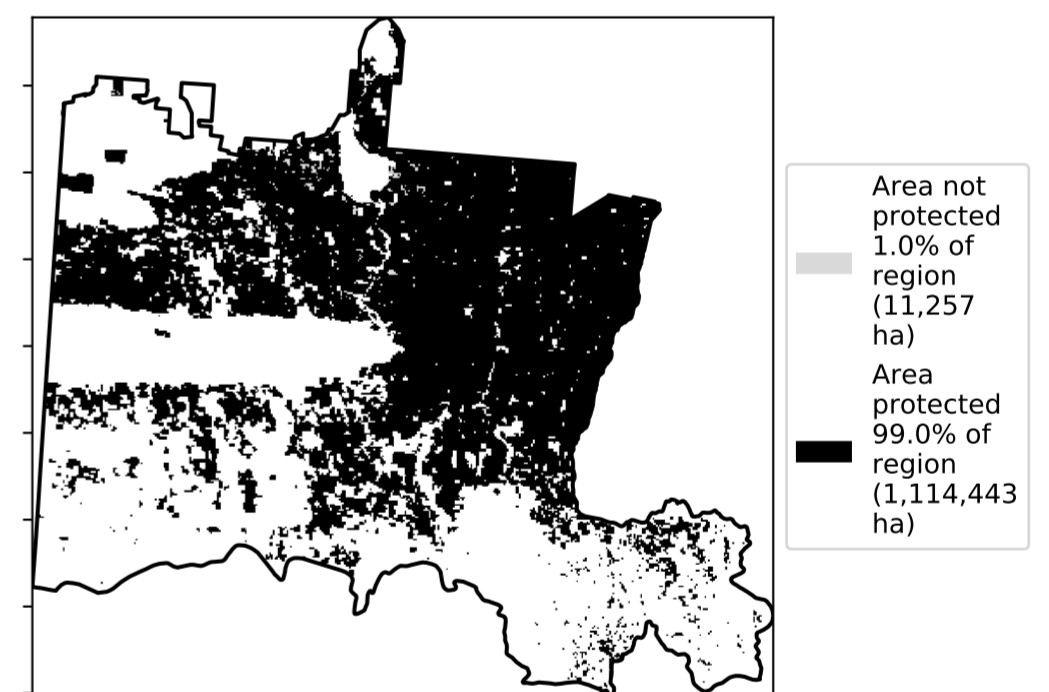 Area not
protected
1.0% of
region
(11,257
ha)
Area
protected
99.0% of
region
(1,114,443
ha)